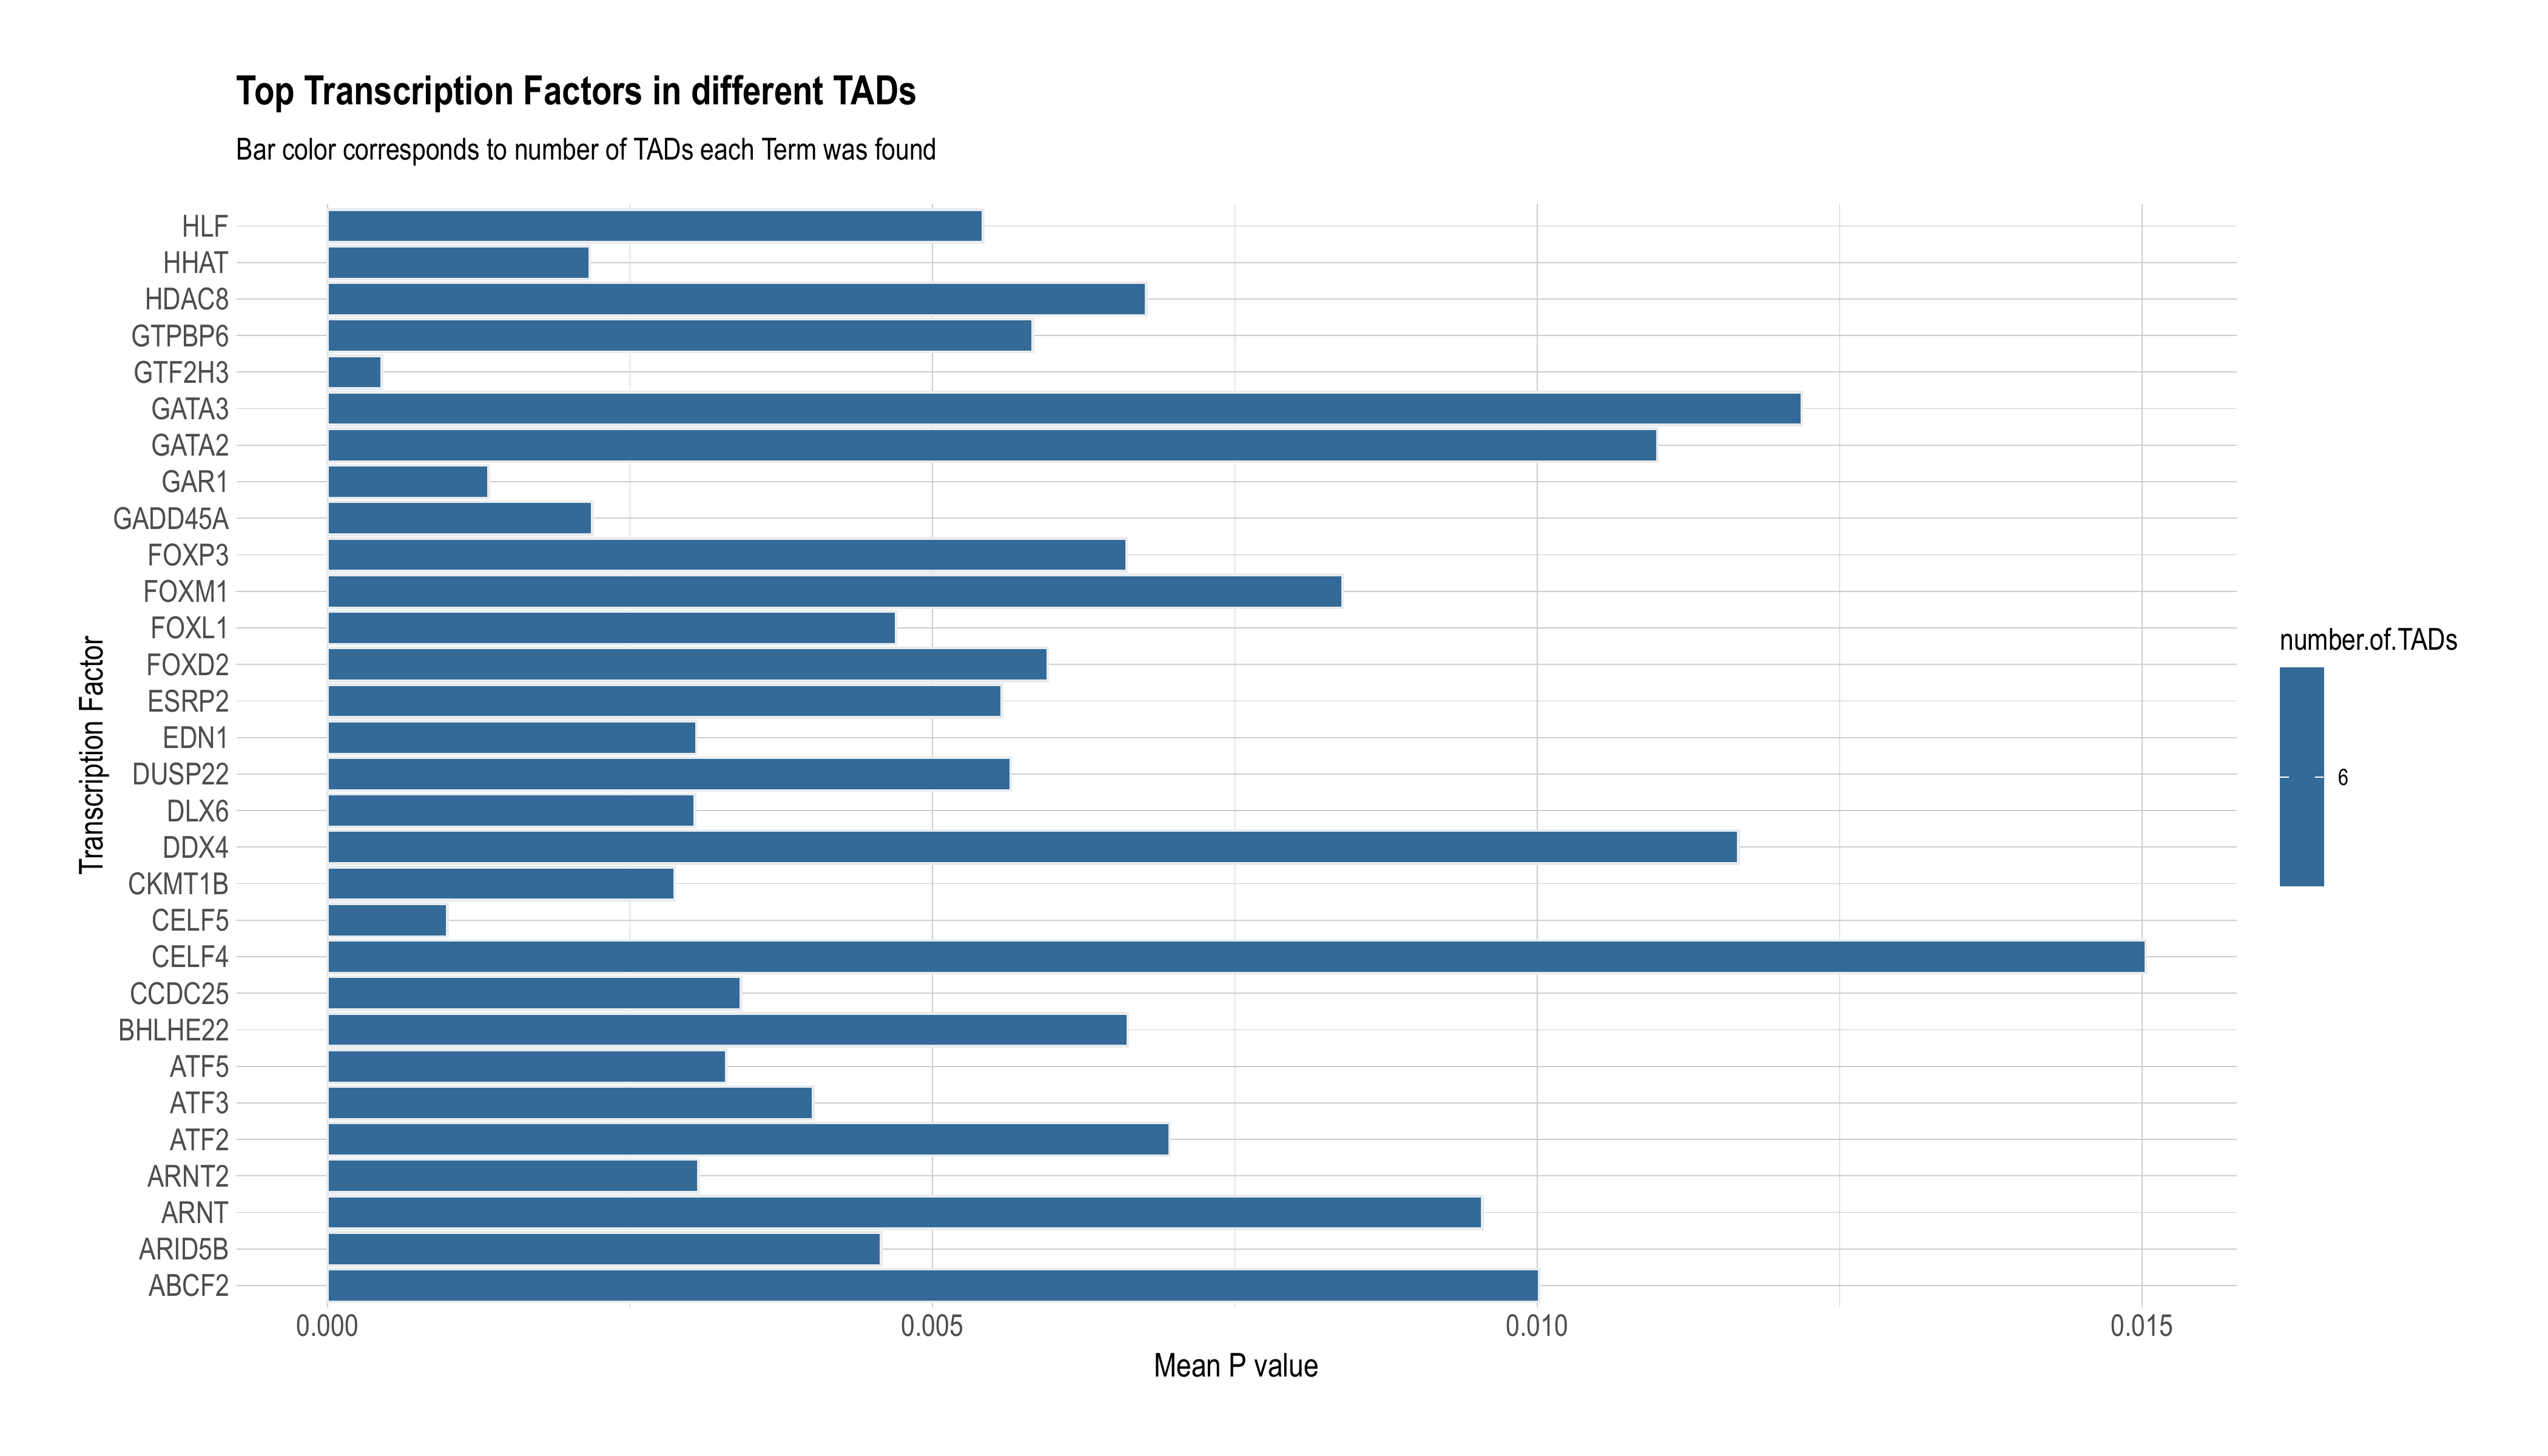 Top Transcription Factors in different TADs
Bar color corresponds to number of TADs each Term was found
Transcription Factor
HLF
HHAT
HDAC8
GTPBP6
GTF2H3
GATA3
GATA2
GAR1
GADD45A
FOXP3
FOXM1
FOXL1
FOXD2
ESRP2
EDN1
DUSP22
DLX6
DDX4
CKMT1B
CELF5
CELF4
CCDC25
BHLHE22
ATF5
ATF3
ATF2
ARNT2
ARNT
ARID5B
ABCF2
0.000 0.005 0.010 0.015
Mean P value
number.of.TADs
6